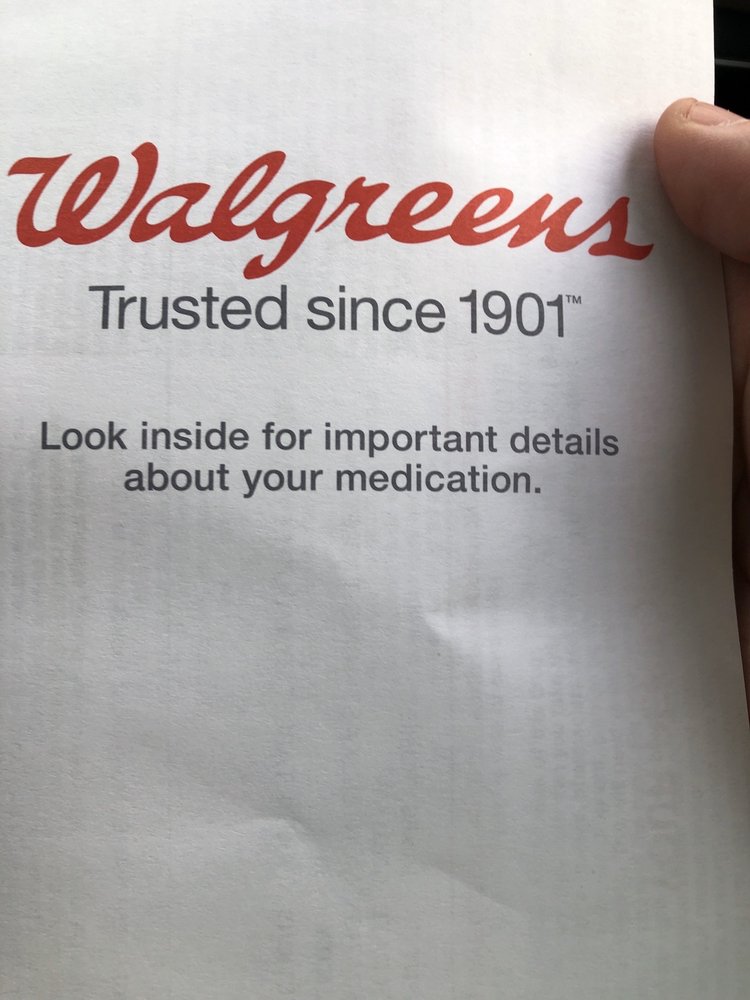 Walgreens
Trusted since 1901™
Look inside for important details
about your medication.